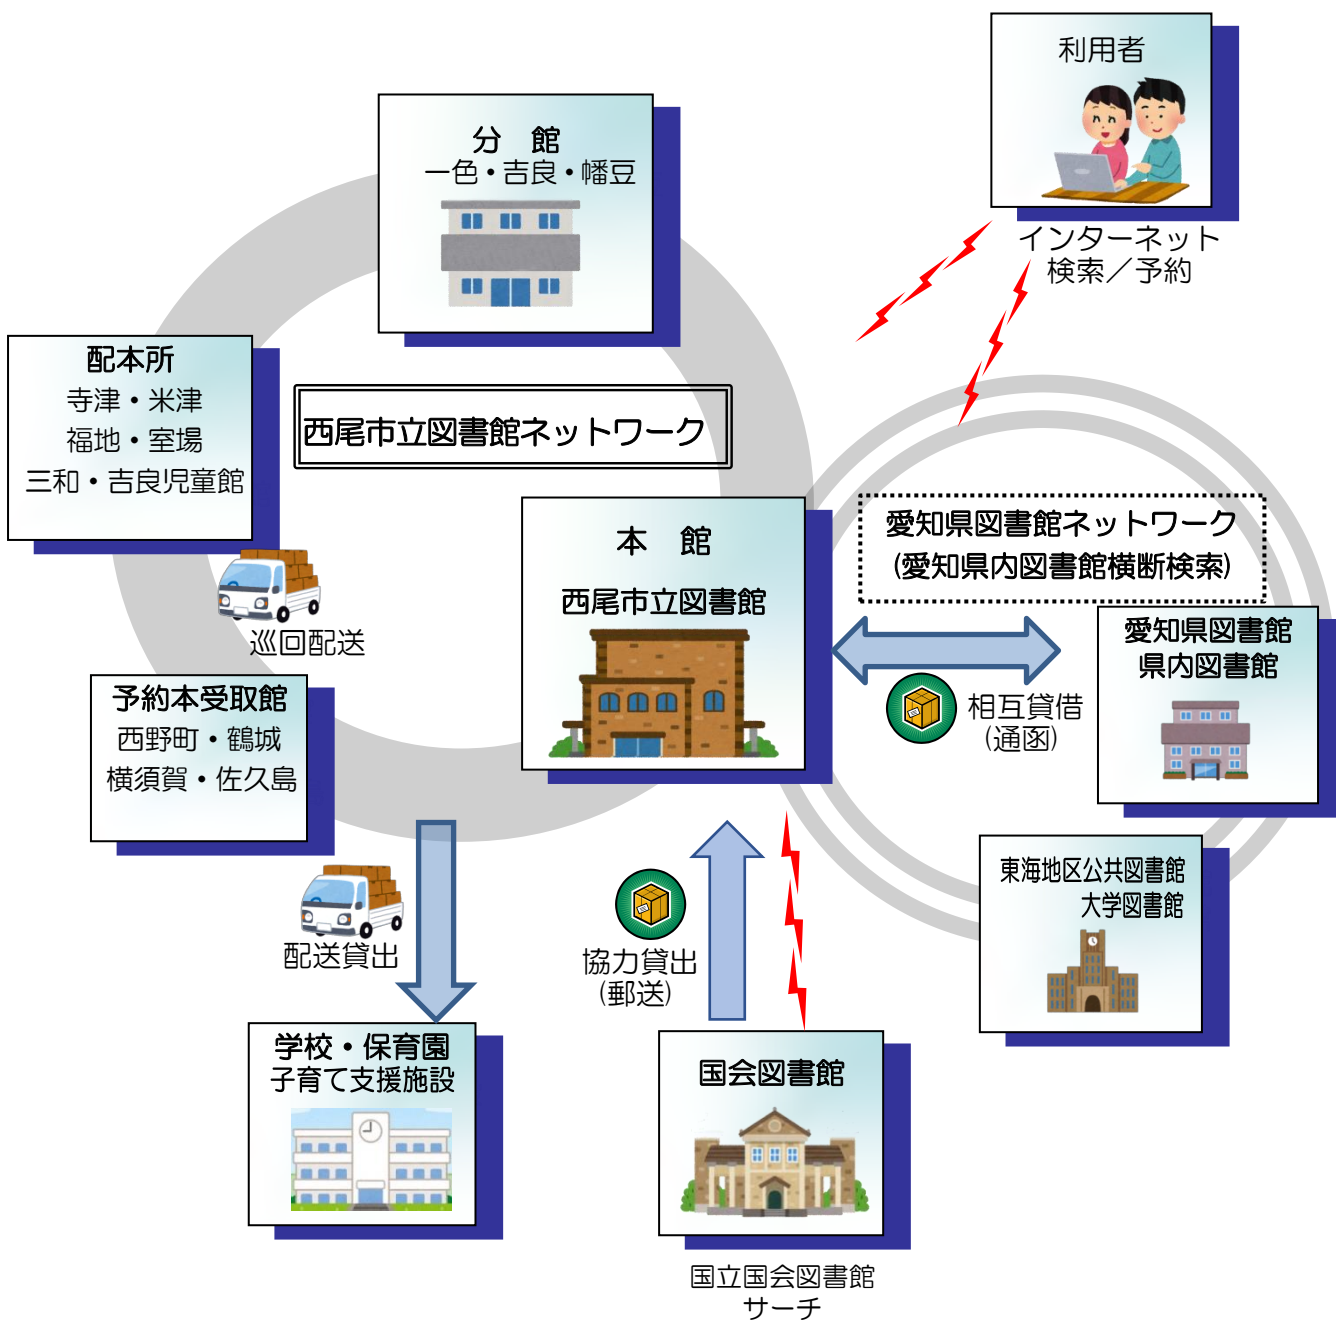 利用者
インターネット
検索／予約
分　館
一色・吉良・幡豆
配本所
寺津・米津
福地・室場
三和・吉良児童館
西尾市立図書館ネットワーク
本　館
西尾市立図書館
愛知県図書館ネットワーク
(愛知県内図書館横断検索)
巡回配送
愛知県図書館
県内図書館
相互貸借
(通函)
予約本受取館
西野町・鶴城
横須賀・佐久島
東海地区公共図書館
大学図書館
配送貸出
協力貸出
(郵送)
学校・保育園
子育て支援施設
国会図書館
国立国会図書館
サーチ